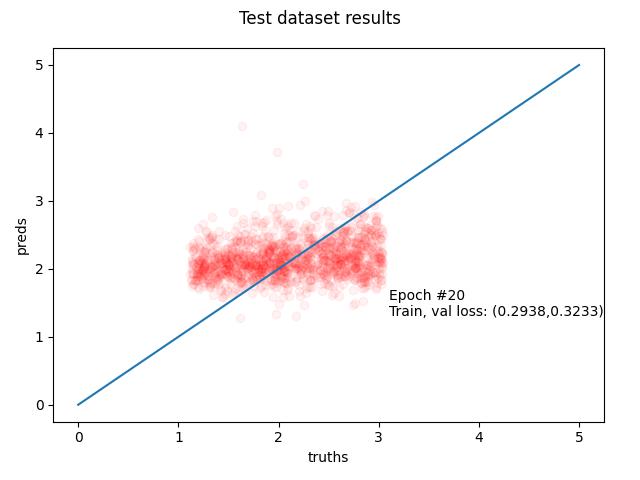 Test dataset results
5
4
3
2
1
0
preds
Epoch #20
Train, val loss: (0.2938,0.3233)
0 1 2 3 4 5
truths